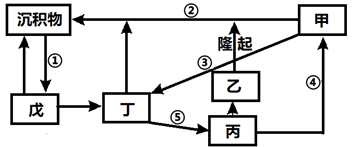 沉积物 ② 甲
① 隆起 ③ ④
乙
戊 丁 ⑤ 丙